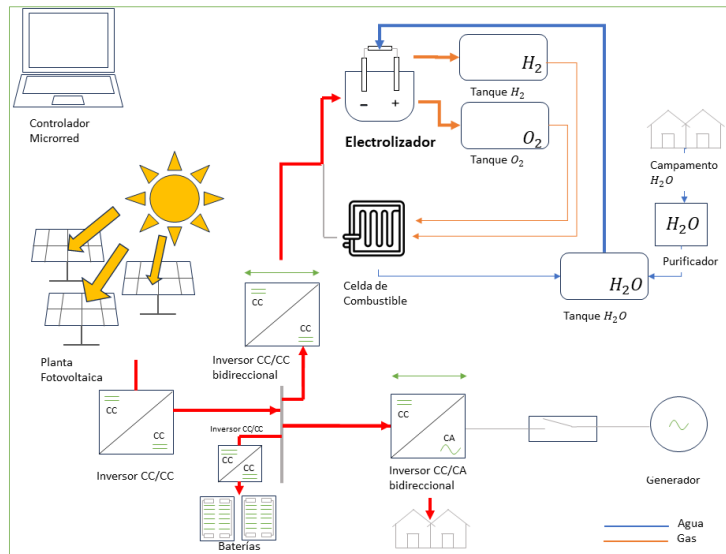 Controlador
Microrred
− +
Electrolizador
H₂
Tanque H₂
O₂
Tanque O₂
Campamento
H₂O
H₂O
Purificador
H₂O
Tanque H₂O
Celda de
Combustible
Planta
Fotovoltaica
CC
CC
Inversor CC/CC
bidireccional
CC
CC
Inversor CC/CC
Inversor CC/CC
CC
CC
Baterías
CC
CA
Inversor CC/CA
bidireccional
Generador
Agua
Gas